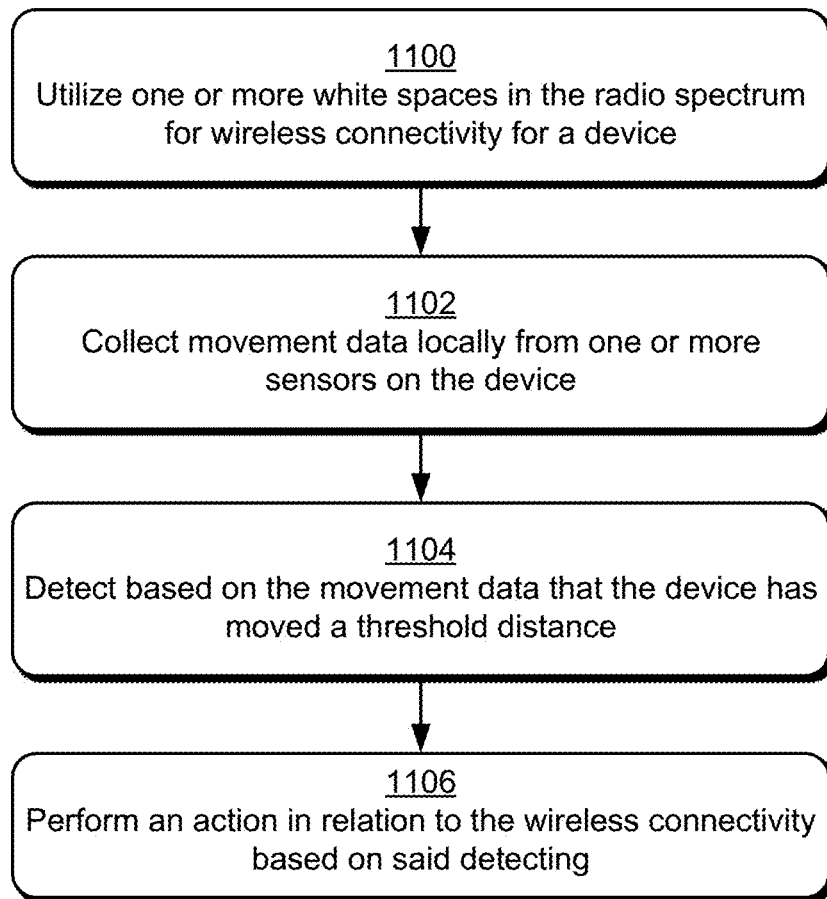 1100
Utilize one or more white spaces in the radio spectrum
for wireless connectivity for a device
1102
Collect movement data locally from one or more
sensors on the device
1104
Detect based on the movement data that the device has
moved a threshold distance
1106
Perform an action in relation to the wireless connectivity
based on said detecting